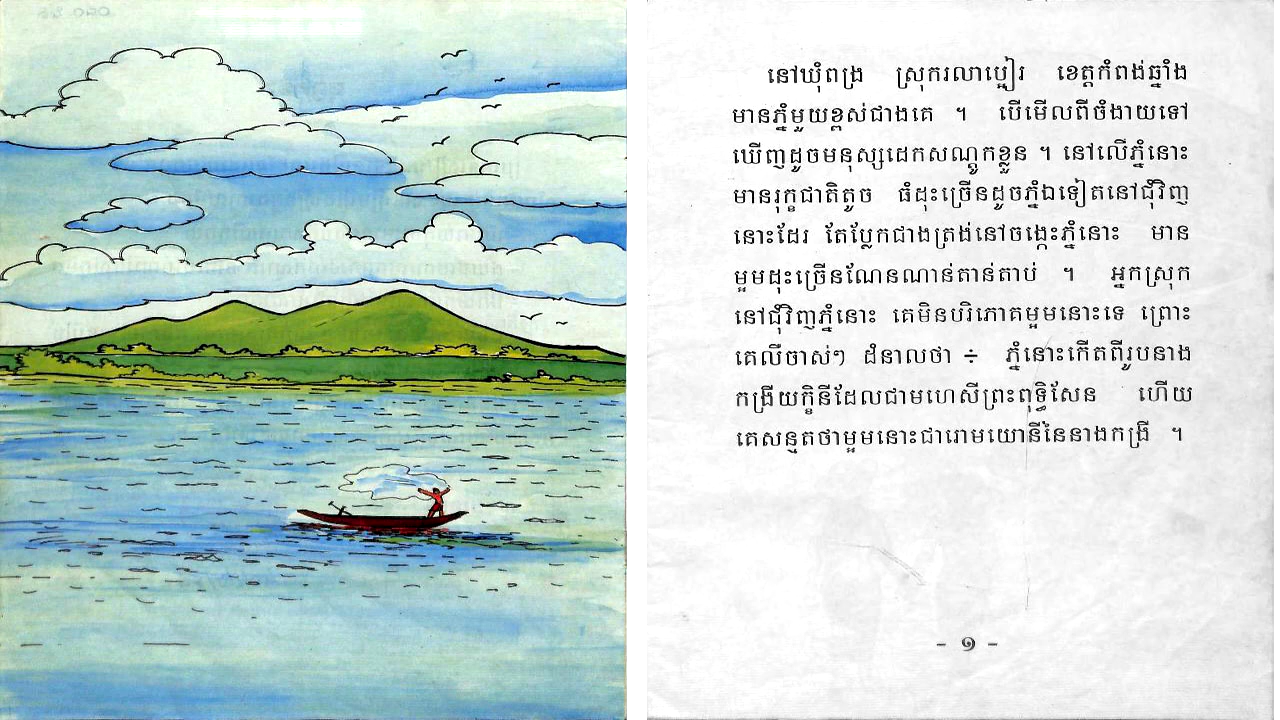 នៅឃុំពង្រ ស្រុករលាប្អៀរ ខេត្តកំពង់ឆ្នាំង
មានភ្នំមួយខ្ពស់ជាងគេ ។ បើមើលពីចំងាយទៅ
ឃើញដូចមនុស្សដេកសណ្តូកខ្លួន ។ នៅលើភ្នំនោះ
មានរុក្ខជាតិតូច ធំដុះច្រើនដូចភ្នំឯទៀតនៅជុំវិញ
នោះដែរ តែប្លែកជាងត្រង់នៅចង្កេះភ្នំនោះ មាន
ម្អមដុះច្រើនណែនណាន់តាន់តាប់ ។ អ្នកស្រុក
នៅជុំវិញភ្នំនោះ គេមិនបរិភោគម្អមនោះទេ ព្រោះ
គេលឺចាស់ៗ ដំនាលថា ÷ ភ្នំនោះកើតពីរូបនាង
កង្រីយក្ខិនីដែលជាមហេសីព្រះពុទ្ធិសែន ហើយ
គេសន្មតថាម្អមនោះជារោមយោនីនៃនាងកង្រី ។
- ១ -